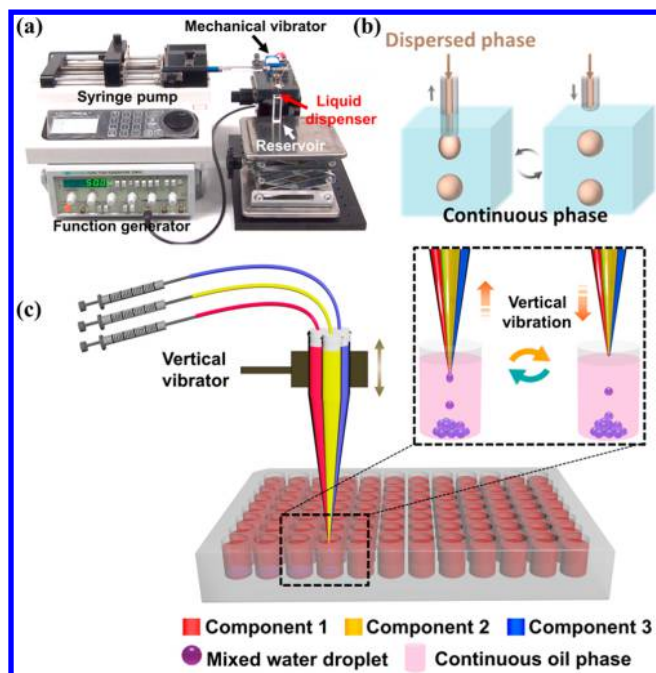 (a)
Mechanical vibrator
Syringe pump
Liquid
dispenser
Reservoir
Function generator
(b)
Dispersed phase
Continuous phase
(c)
Vertical
vibrator
Vertical
vibration
Component 1
Component 2
Component 3
Mixed water droplet
Continuous oil phase